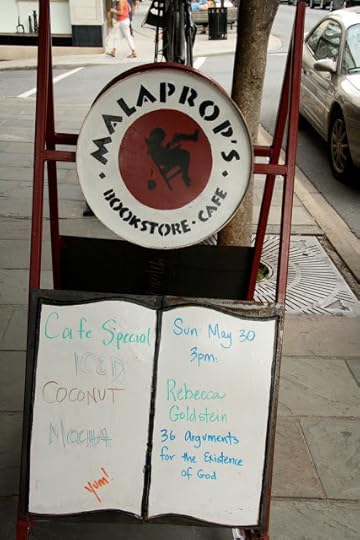 MALAPROP'S
BOOKSTORE · CAFE
Cafe Special
ICED
COCONUT
MOCHA
yum!
Sun May 30
3pm:
Rebecca
Goldstein
36 Arguments
for the Existence
of God